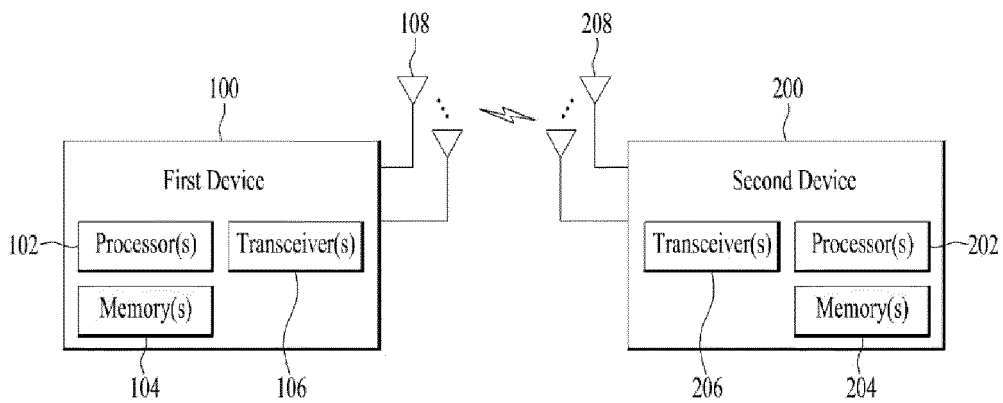 108
208
100
200
First Device
Second Device
102
Processor(s)
Transceiver(s)
Transceiver(s)
Processor(s)
202
Memory(s)
Memory(s)
104
106
206
204